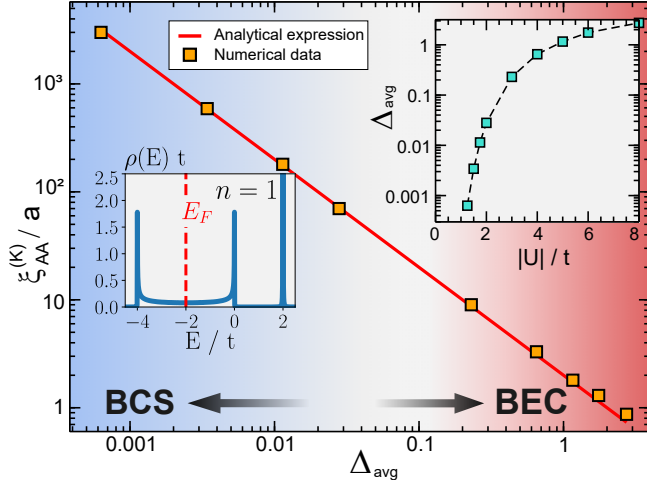 Analytical expression
Numerical data
ξ_AA^(K) / a
10³
10²
10
1
0.001
0.01
0.1
1
Δavg
BCS
BEC
ρ(E) t
n = 1
E_F
2.5
2.0
1.5
1.0
0.5
0.0
−4
−2
0
2
E / t
Δavg
1
0.1
0.01
0.001
0
2
4
6
8
|U| / t